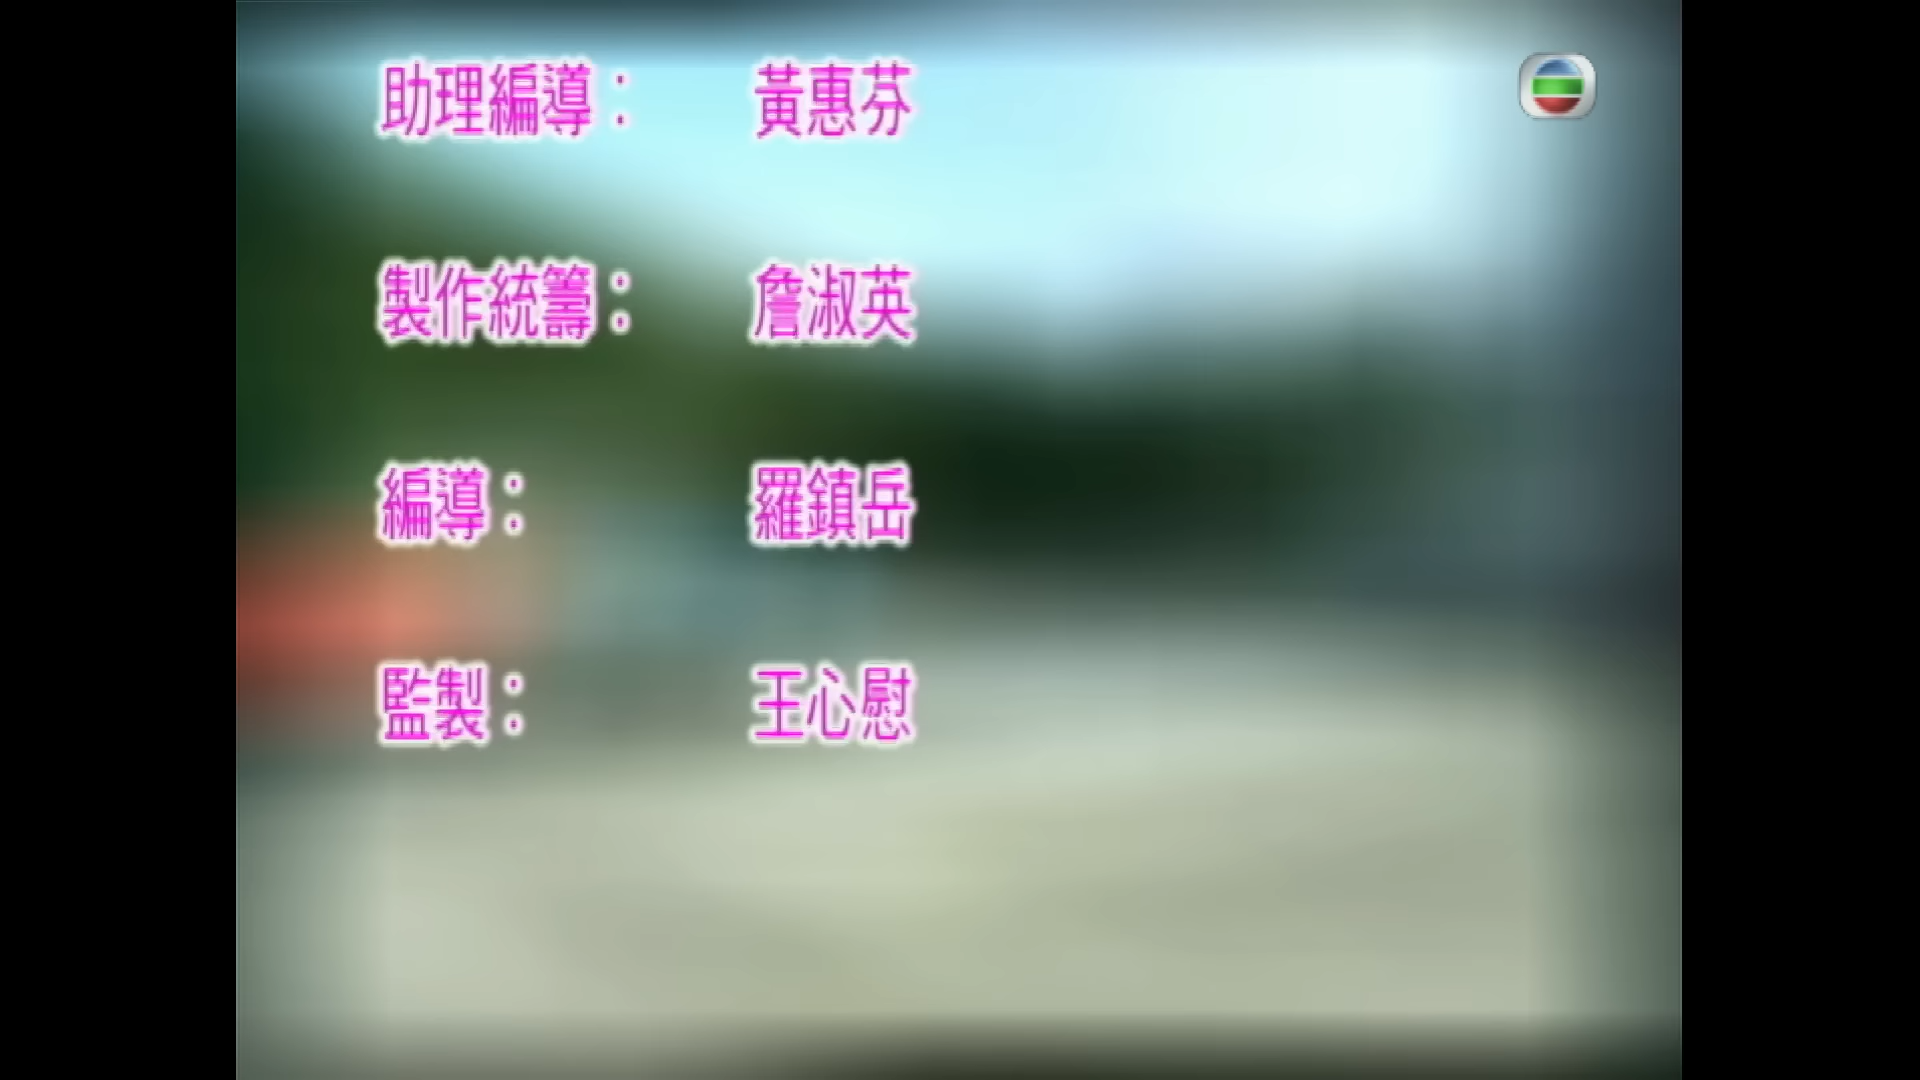 助理編導： 黃惠芬
製作統籌： 詹淑英
編導： 羅鎮岳
監製： 王心慰